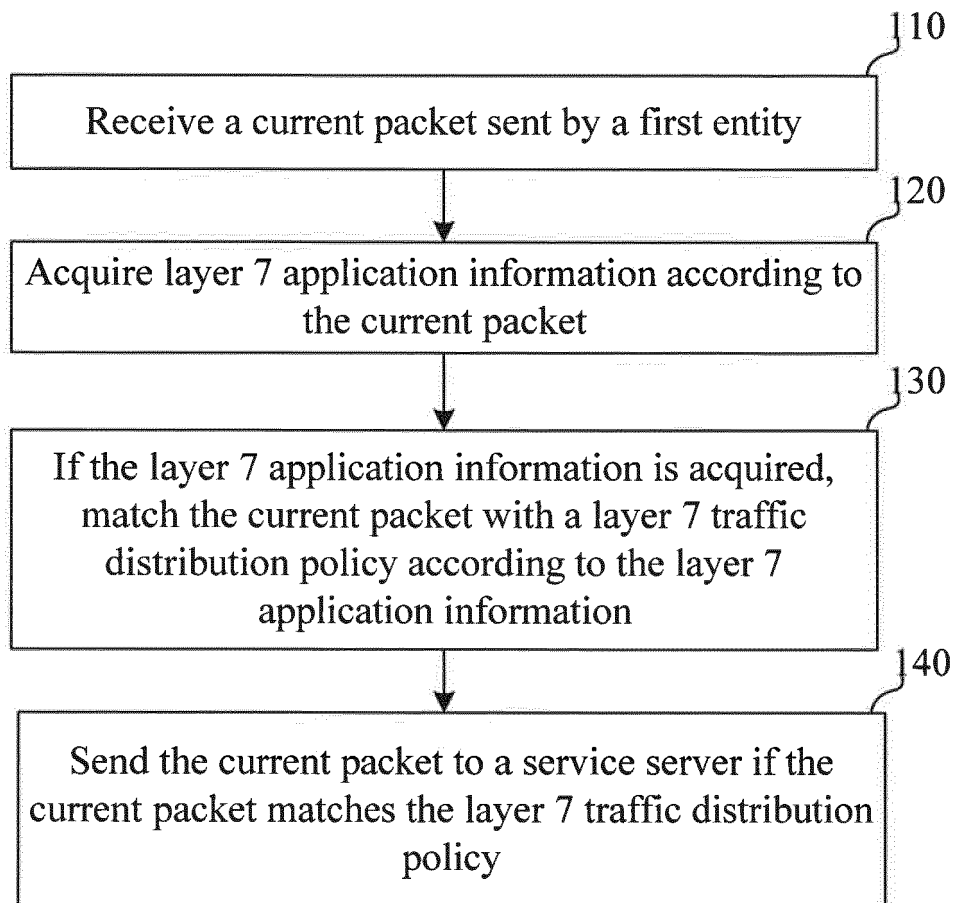 110
Receive a current packet sent by a first entity
120
Acquire layer 7 application information according to
the current packet
130
If the layer 7 application information is acquired,
match the current packet with a layer 7 traffic
distribution policy according to the layer 7
application information
140
Send the current packet to a service server if the
current packet matches the layer 7 traffic distribution
policy